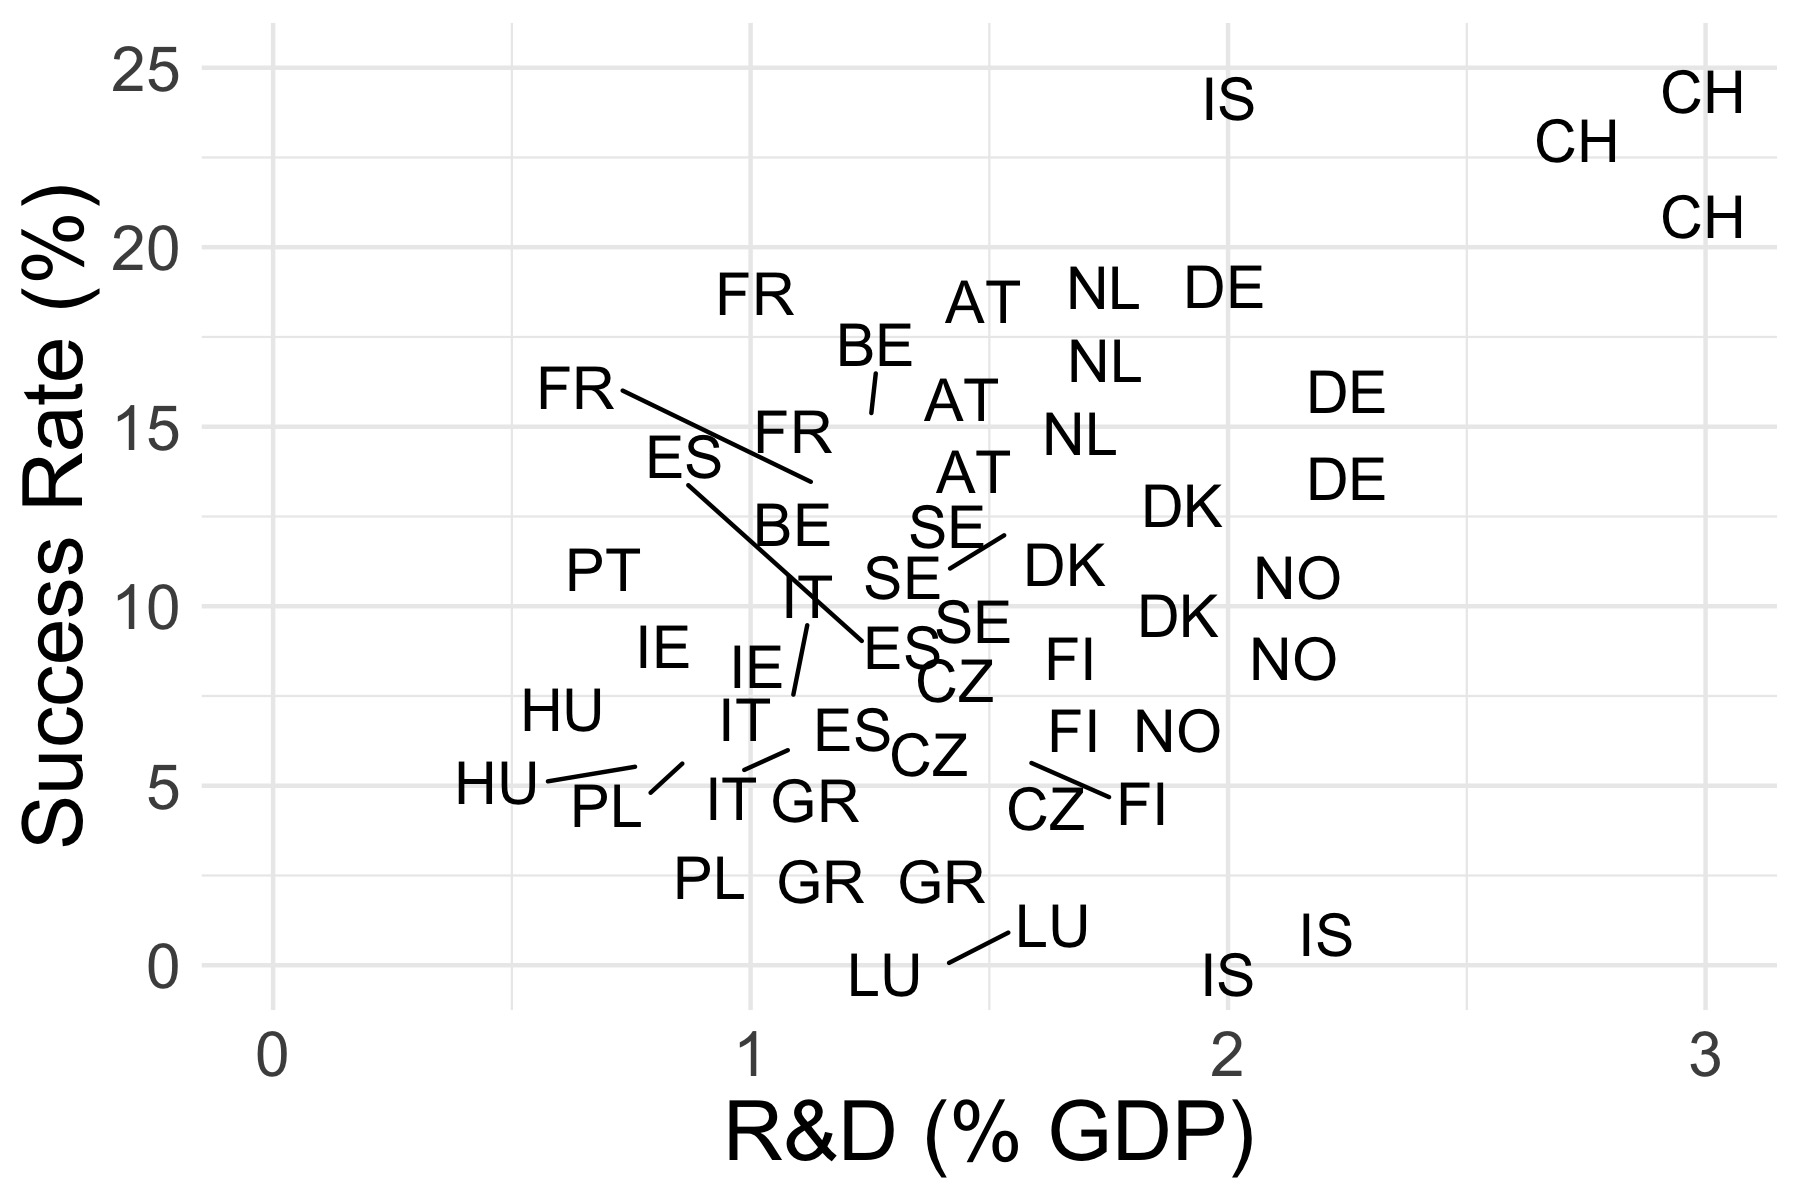 Success Rate (%)
25
20
15
10
5
0
IS
CH
CH
CH
FR
AT
NL
DE
BE
NL
FR
AT
DE
FR
NL
ES
AT
DE
DK
BE
SE
PT
DK
NO
SE
IT
DK
SE
IE
ES
IE
FI
NO
CZ
HU
IT
ES
FI
NO
CZ
HU
PL
IT
GR
CZ
FI
PL
GR
GR
LU
IS
LU
IS
0
1
2
3
R&D (% GDP)